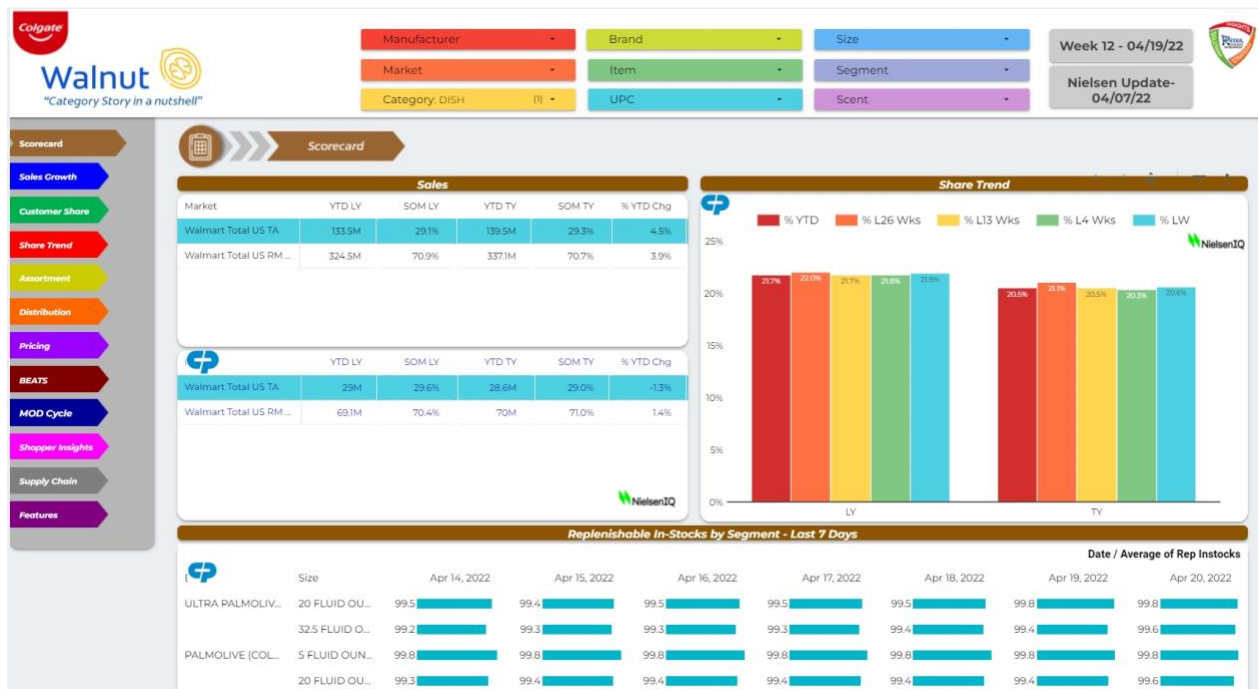 Colgate
Walnut
"Category Story in a nutshell"
Manufacturer
Brand
Size
Market
Item
Segment
Category: DISH (1)
UPC
Scent
Week 12 - 04/19/22
Nielsen Update-
04/07/22
INSIGHTS
RETAIL
Scorecard
Sales Growth
Customer Share
Share Trend
Assortment
Distribution
Pricing
BEATS
MOD Cycle
Shopper Insights
Supply Chain
Features
Scorecard
Sales
Market YTD LY SOM LY YTD TY SOM TY % YTD Chg
Walmart Total US TA 133.5M 29.1% 139.5M 29.3% 4.5%
Walmart Total US RM ... 324.5M 70.9% 337.1M 70.7% 3.9%
YTD LY SOM LY YTD TY SOM TY % YTD Chg
Walmart Total US TA 29M 29.6% 28.6M 29.0% -1.3%
Walmart Total US RM ... 69.1M 70.4% 70M 71.0% 1.4%
NielsenIQ
Share Trend
% YTD % L26 Wks % L13 Wks % L4 Wks % LW
NielsenIQ
25%
20%
15%
10%
5%
0%
21.7% 22.0% 21.7% 21.8% 21.9%
20.5% 21.1% 20.5% 20.3% 20.6%
LY TY
Replenishable In-Stocks by Segment - Last 7 Days
Date / Average of Rep Instocks
Size Apr 14, 2022 Apr 15, 2022 Apr 16, 2022 Apr 17, 2022 Apr 18, 2022 Apr 19, 2022 Apr 20, 2022
ULTRA PALMOLIV... 20 FLUID OU... 99.5 99.4 99.5 99.5 99.5 99.8 99.8
32.5 FLUID O... 99.2 99.3 99.3 99.3 99.4 99.4 99.6
PALMOLIVE (COL... 5 FLUID OUN... 99.8 99.8 99.8 99.8 99.8 99.8 99.8
20 FLUID OU... 99.3 99.4 99.4 99.4 99.4 99.4 99.6